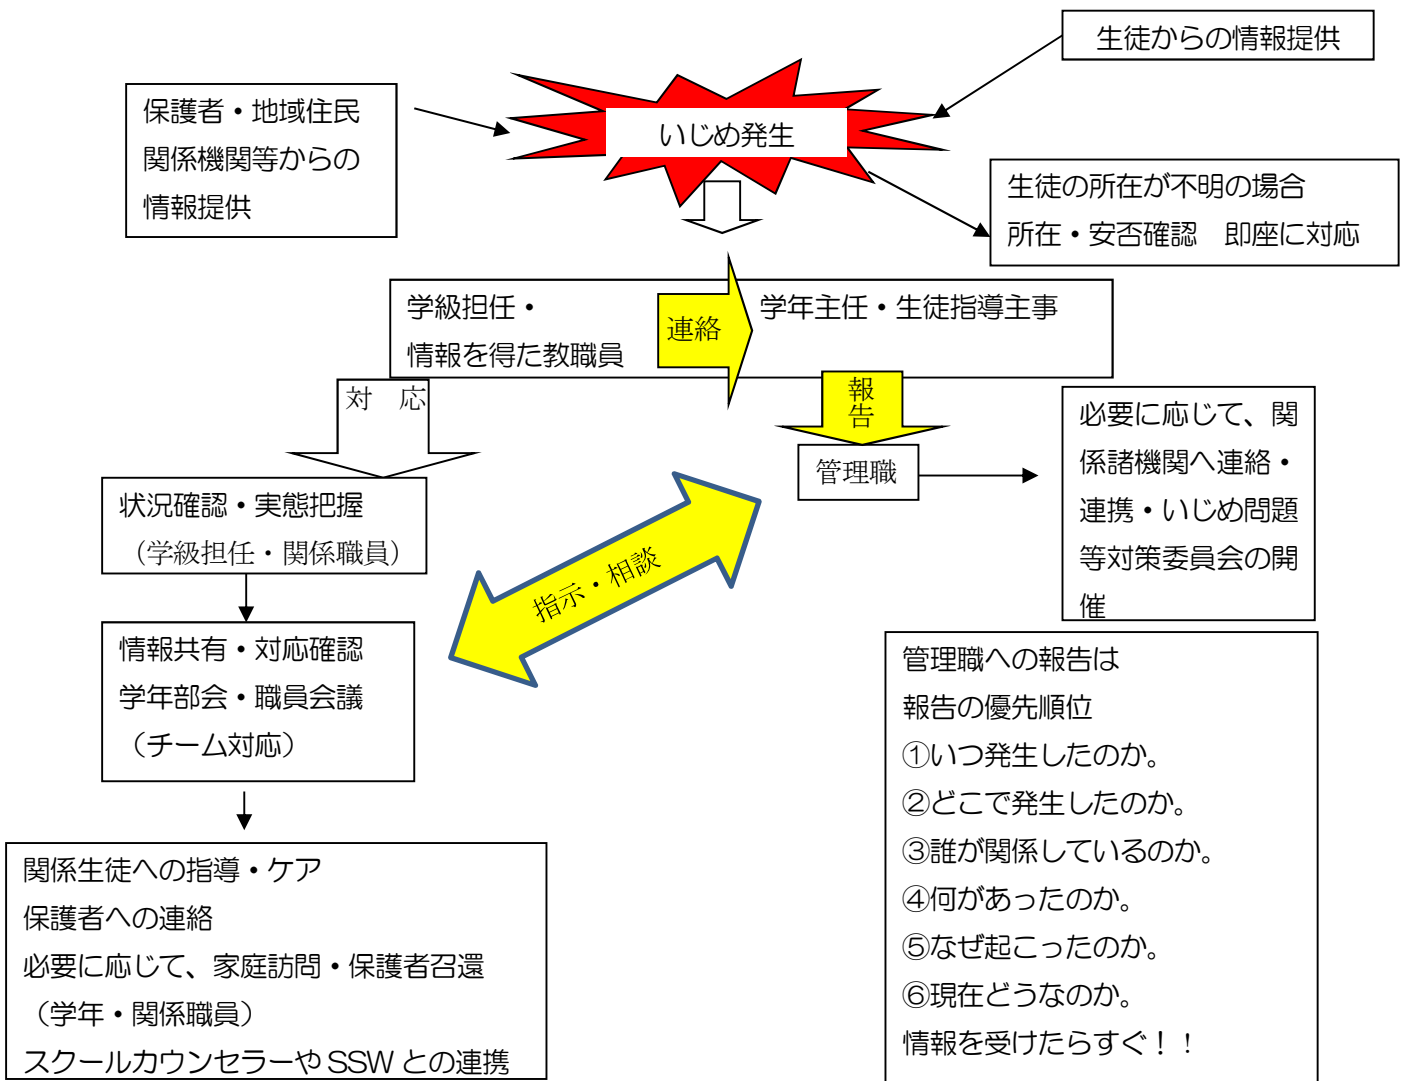 生徒からの情報提供
保護者・地域住民
関係機関等からの
情報提供
いじめ発生
生徒の所在が不明の場合
所在・安否確認　即座に対応
学級担任・
情報を得た教職員
連絡
学年主任・生徒指導主事
対　応
報告
管理職
必要に応じて、関
係諸機関へ連絡・
連携・いじめ問題
等対策委員会の開
催
状況確認・実態把握
（学級担任・関係職員）
指示・相談
情報共有・対応確認
学年部会・職員会議
（チーム対応）
管理職への報告は
報告の優先順位
①いつ発生したのか。
②どこで発生したのか。
③誰が関係しているのか。
④何があったのか。
⑤なぜ起こったのか。
⑥現在どうなのか。
情報を受けたらすぐ！！
関係生徒への指導・ケア
保護者への連絡
必要に応じて、家庭訪問・保護者召還
（学年・関係職員）
スクールカウンセラーや SSW との連携